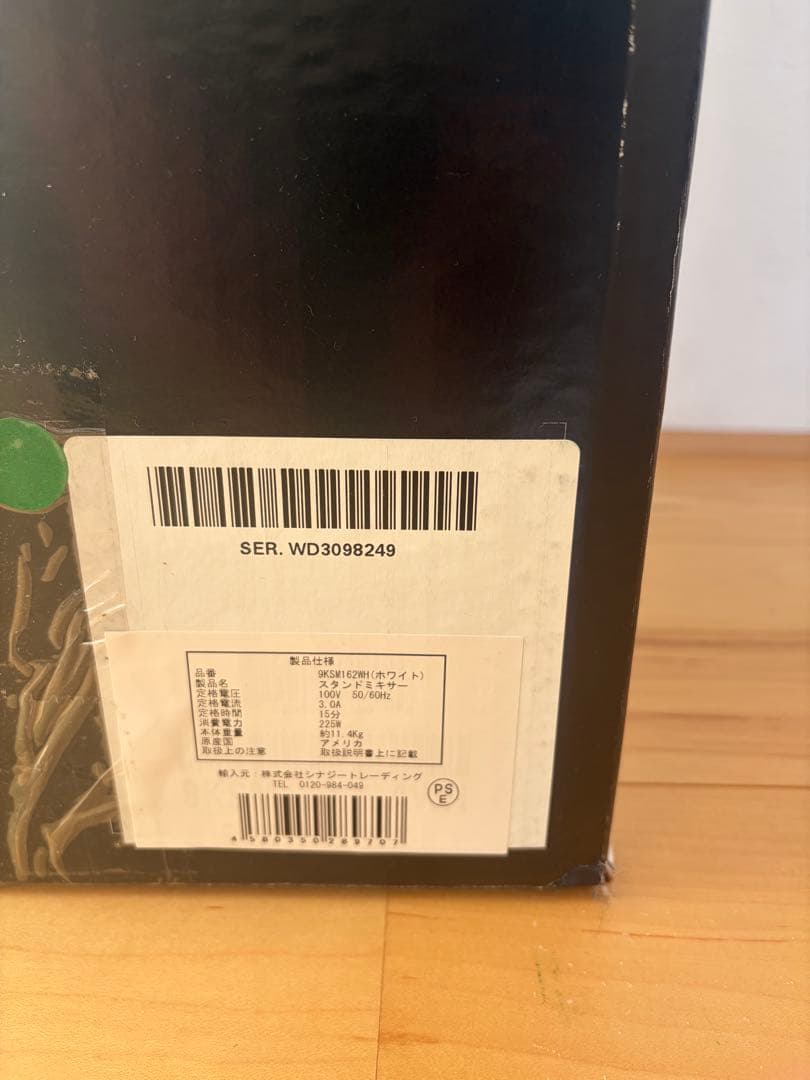 SER. WD3098249
製品仕様
品番 9KSM162WH(ホワイト)
製品名 スタンドミキサー
定格電圧 100V 50/60Hz
定格電流 3.0A
定格時間 15分
消費電力 225W
本体重量 約11.4Kg
原産国 アメリカ
取扱上の注意 取扱説明書上に記載
輸入元:株式会社シナジートレーディング
TEL 0120-984-049
PS
E
4580350289707